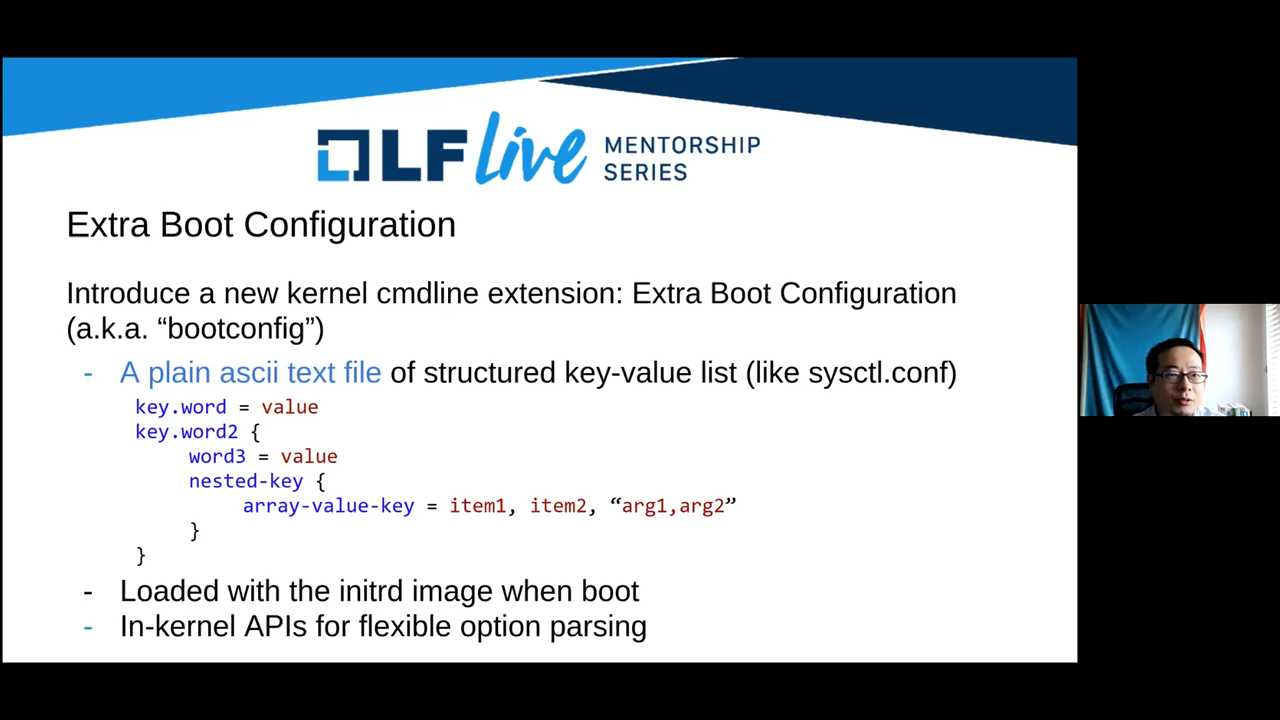 LF Live MENTORSHIP
SERIES
Extra Boot Configuration
Introduce a new kernel cmdline extension: Extra Boot Configuration
(a.k.a. “bootconfig”)
- A plain ascii text file of structured key-value list (like sysctl.conf)
key.word = value
key.word2 {
word3 = value
nested-key {
array-value-key = item1, item2, “arg1,arg2”
}
}
- Loaded with the initrd image when boot
- In-kernel APIs for flexible option parsing